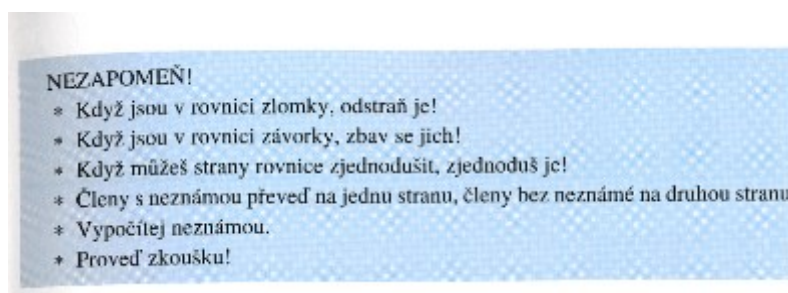 NEZAPOMEŇ!
* Když jsou v rovnici zlomky, odstraň je!
* Když jsou v rovnici závorky, zbav se jich!
* Když můžeš strany rovnice zjednodušit, zjednoduš je!
* Členy s neznámou převeď na jednu stranu, členy bez neznámé na druhou stranu
* Vypočítej neznámou.
* Proveď zkoušku!